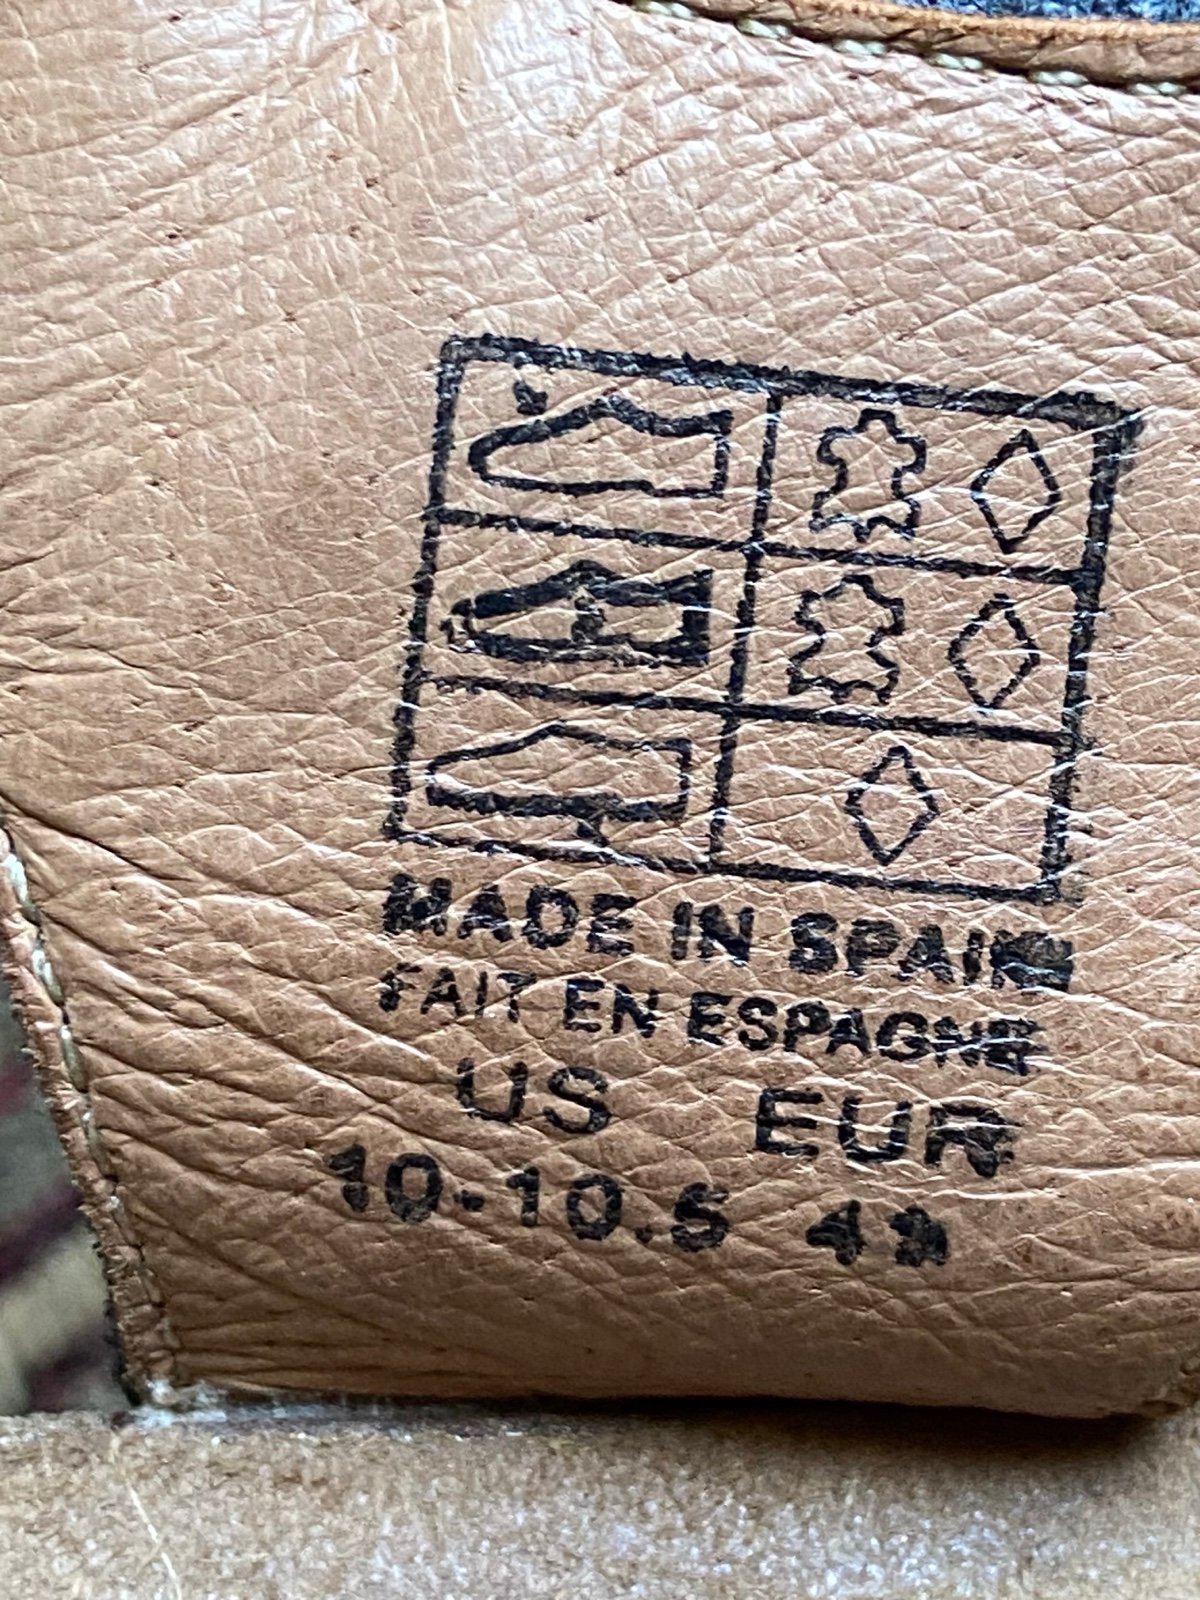 MADE IN SPAIN
FAIT EN ESPAGNE
US EUR
10-10.5